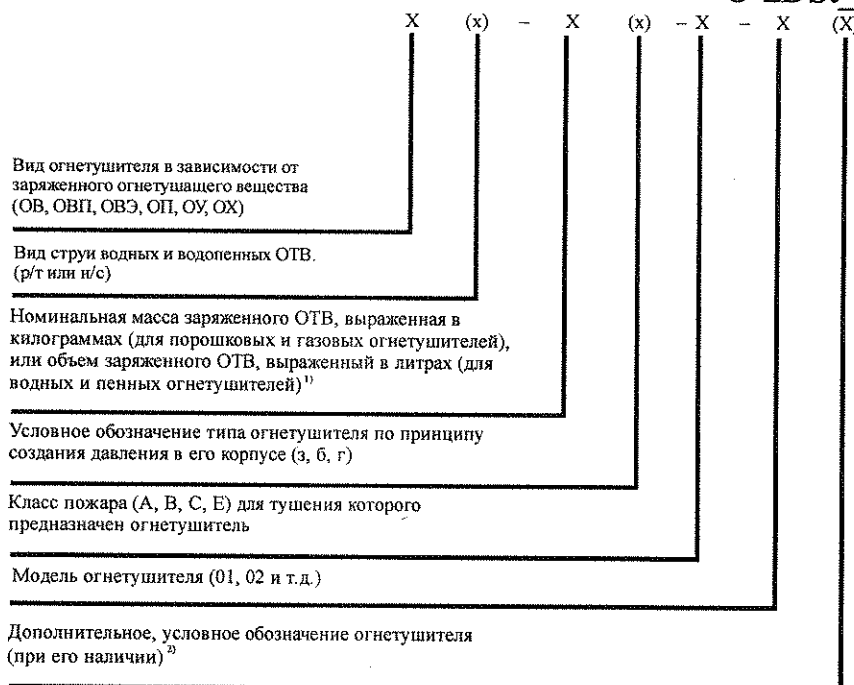 X (x) – X (x) – X – X (X)
Вид огнетушителя в зависимости от
заряженного огнетушащего вещества
(ОВ, ОВП, ОВЭ, ОП, ОУ, ОХ)
Вид струи водных и водопенных ОТВ.
(р/т или н/с)
Номинальная масса заряженного ОТВ, выраженная в
килограммах (для порошковых и газовых огнетушителей),
или объем заряженного ОТВ, выраженный в литрах (для
водных и пенных огнетушителей)¹⁾
Условное обозначение типа огнетушителя по принципу
создания давления в его корпусе (з, б, г)
Класс пожара (А, В, С, Е) для тушения которого
предназначен огнетушитель
Модель огнетушителя (01, 02 и т.д.)
Дополнительное, условное обозначение огнетушителя
(при его наличии)²⁾